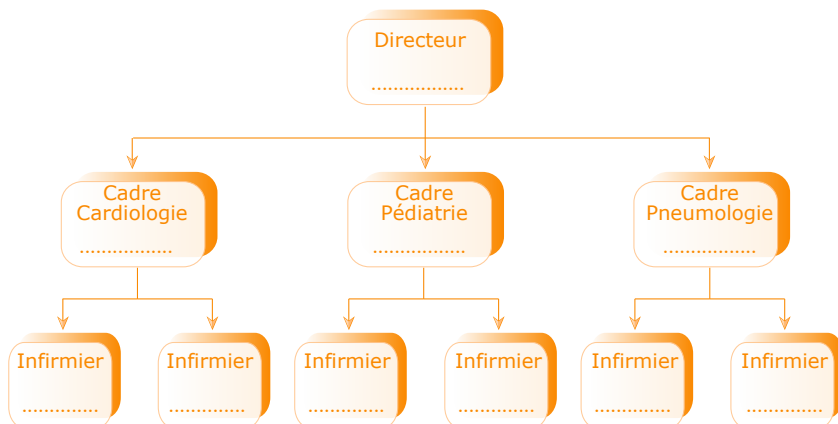 Directeur
.................
Cadre
Cardiologie
.................
Cadre
Pédiatrie
.................
Cadre
Pneumologie
.................
Infirmier
..............
Infirmier
..............
Infirmier
..............
Infirmier
..............
Infirmier
..............
Infirmier
..............